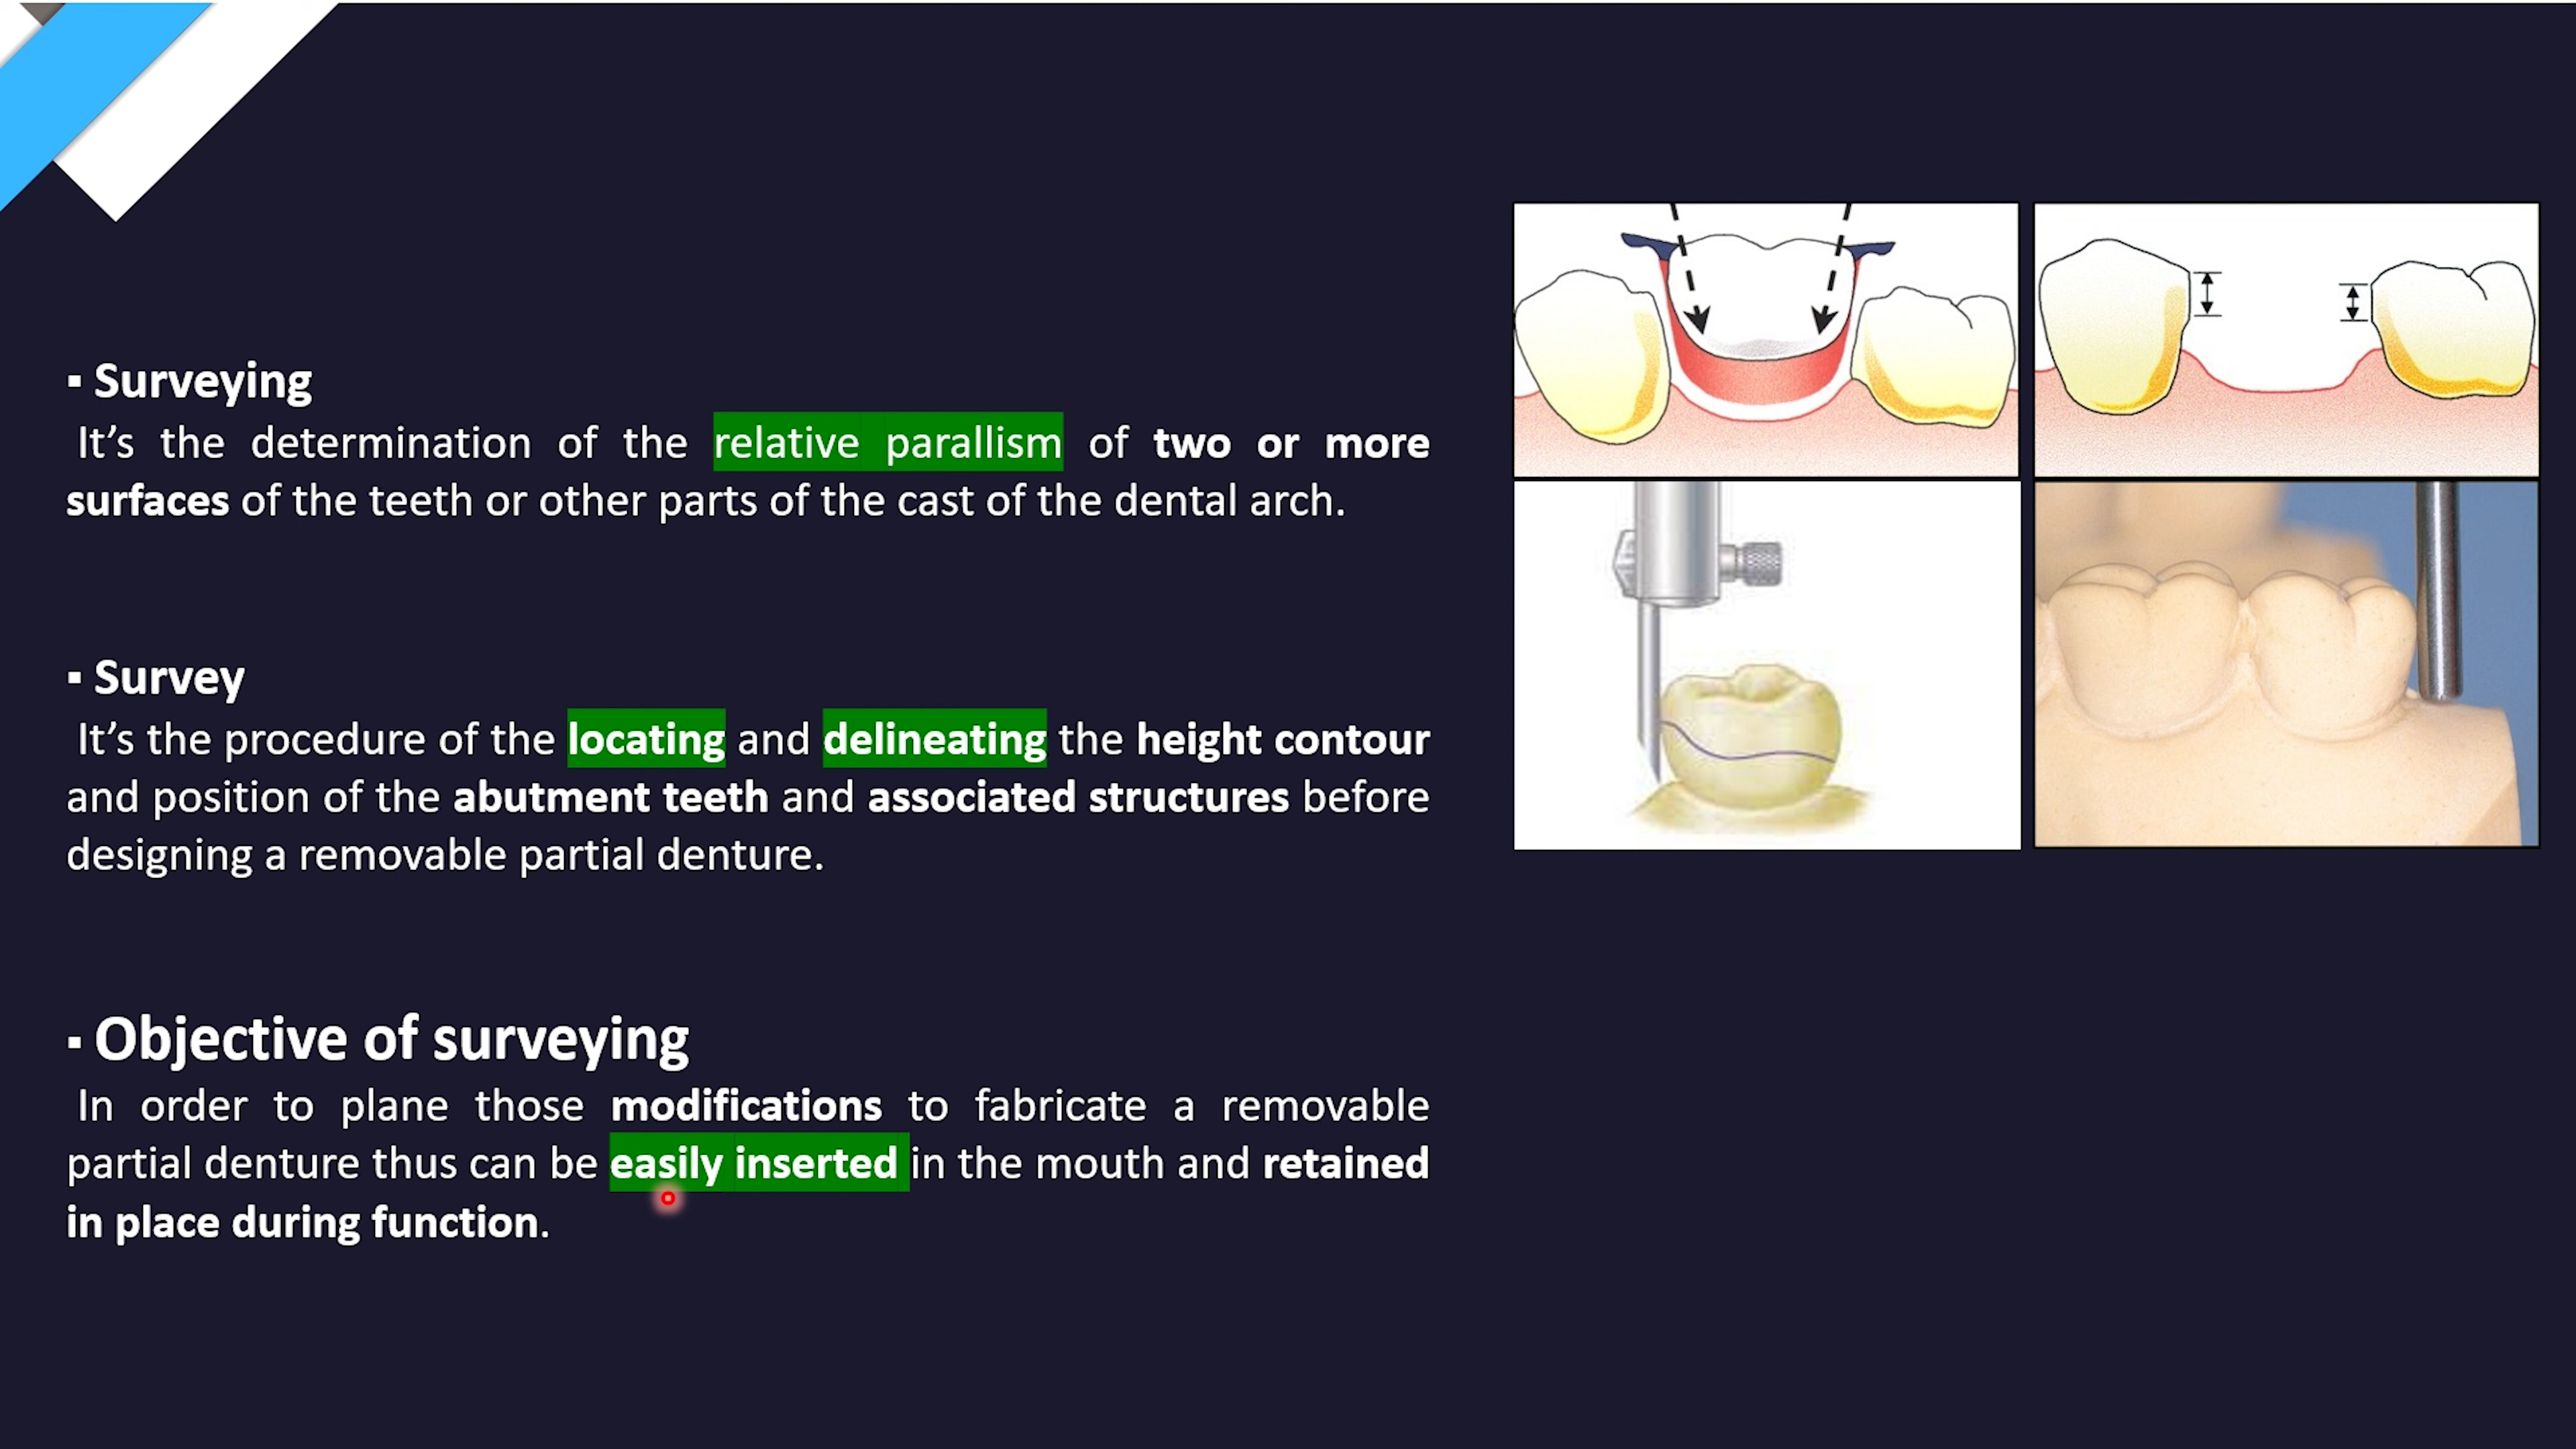 ▪ Surveying
It’s the determination of the relative parallism of two or more
surfaces of the teeth or other parts of the cast of the dental arch.
▪ Survey
It’s the procedure of the locating and delineating the height contour
and position of the abutment teeth and associated structures before
designing a removable partial denture.
▪ Objective of surveying
In order to plane those modifications to fabricate a removable
partial denture thus can be easily inserted in the mouth and retained
in place during function.